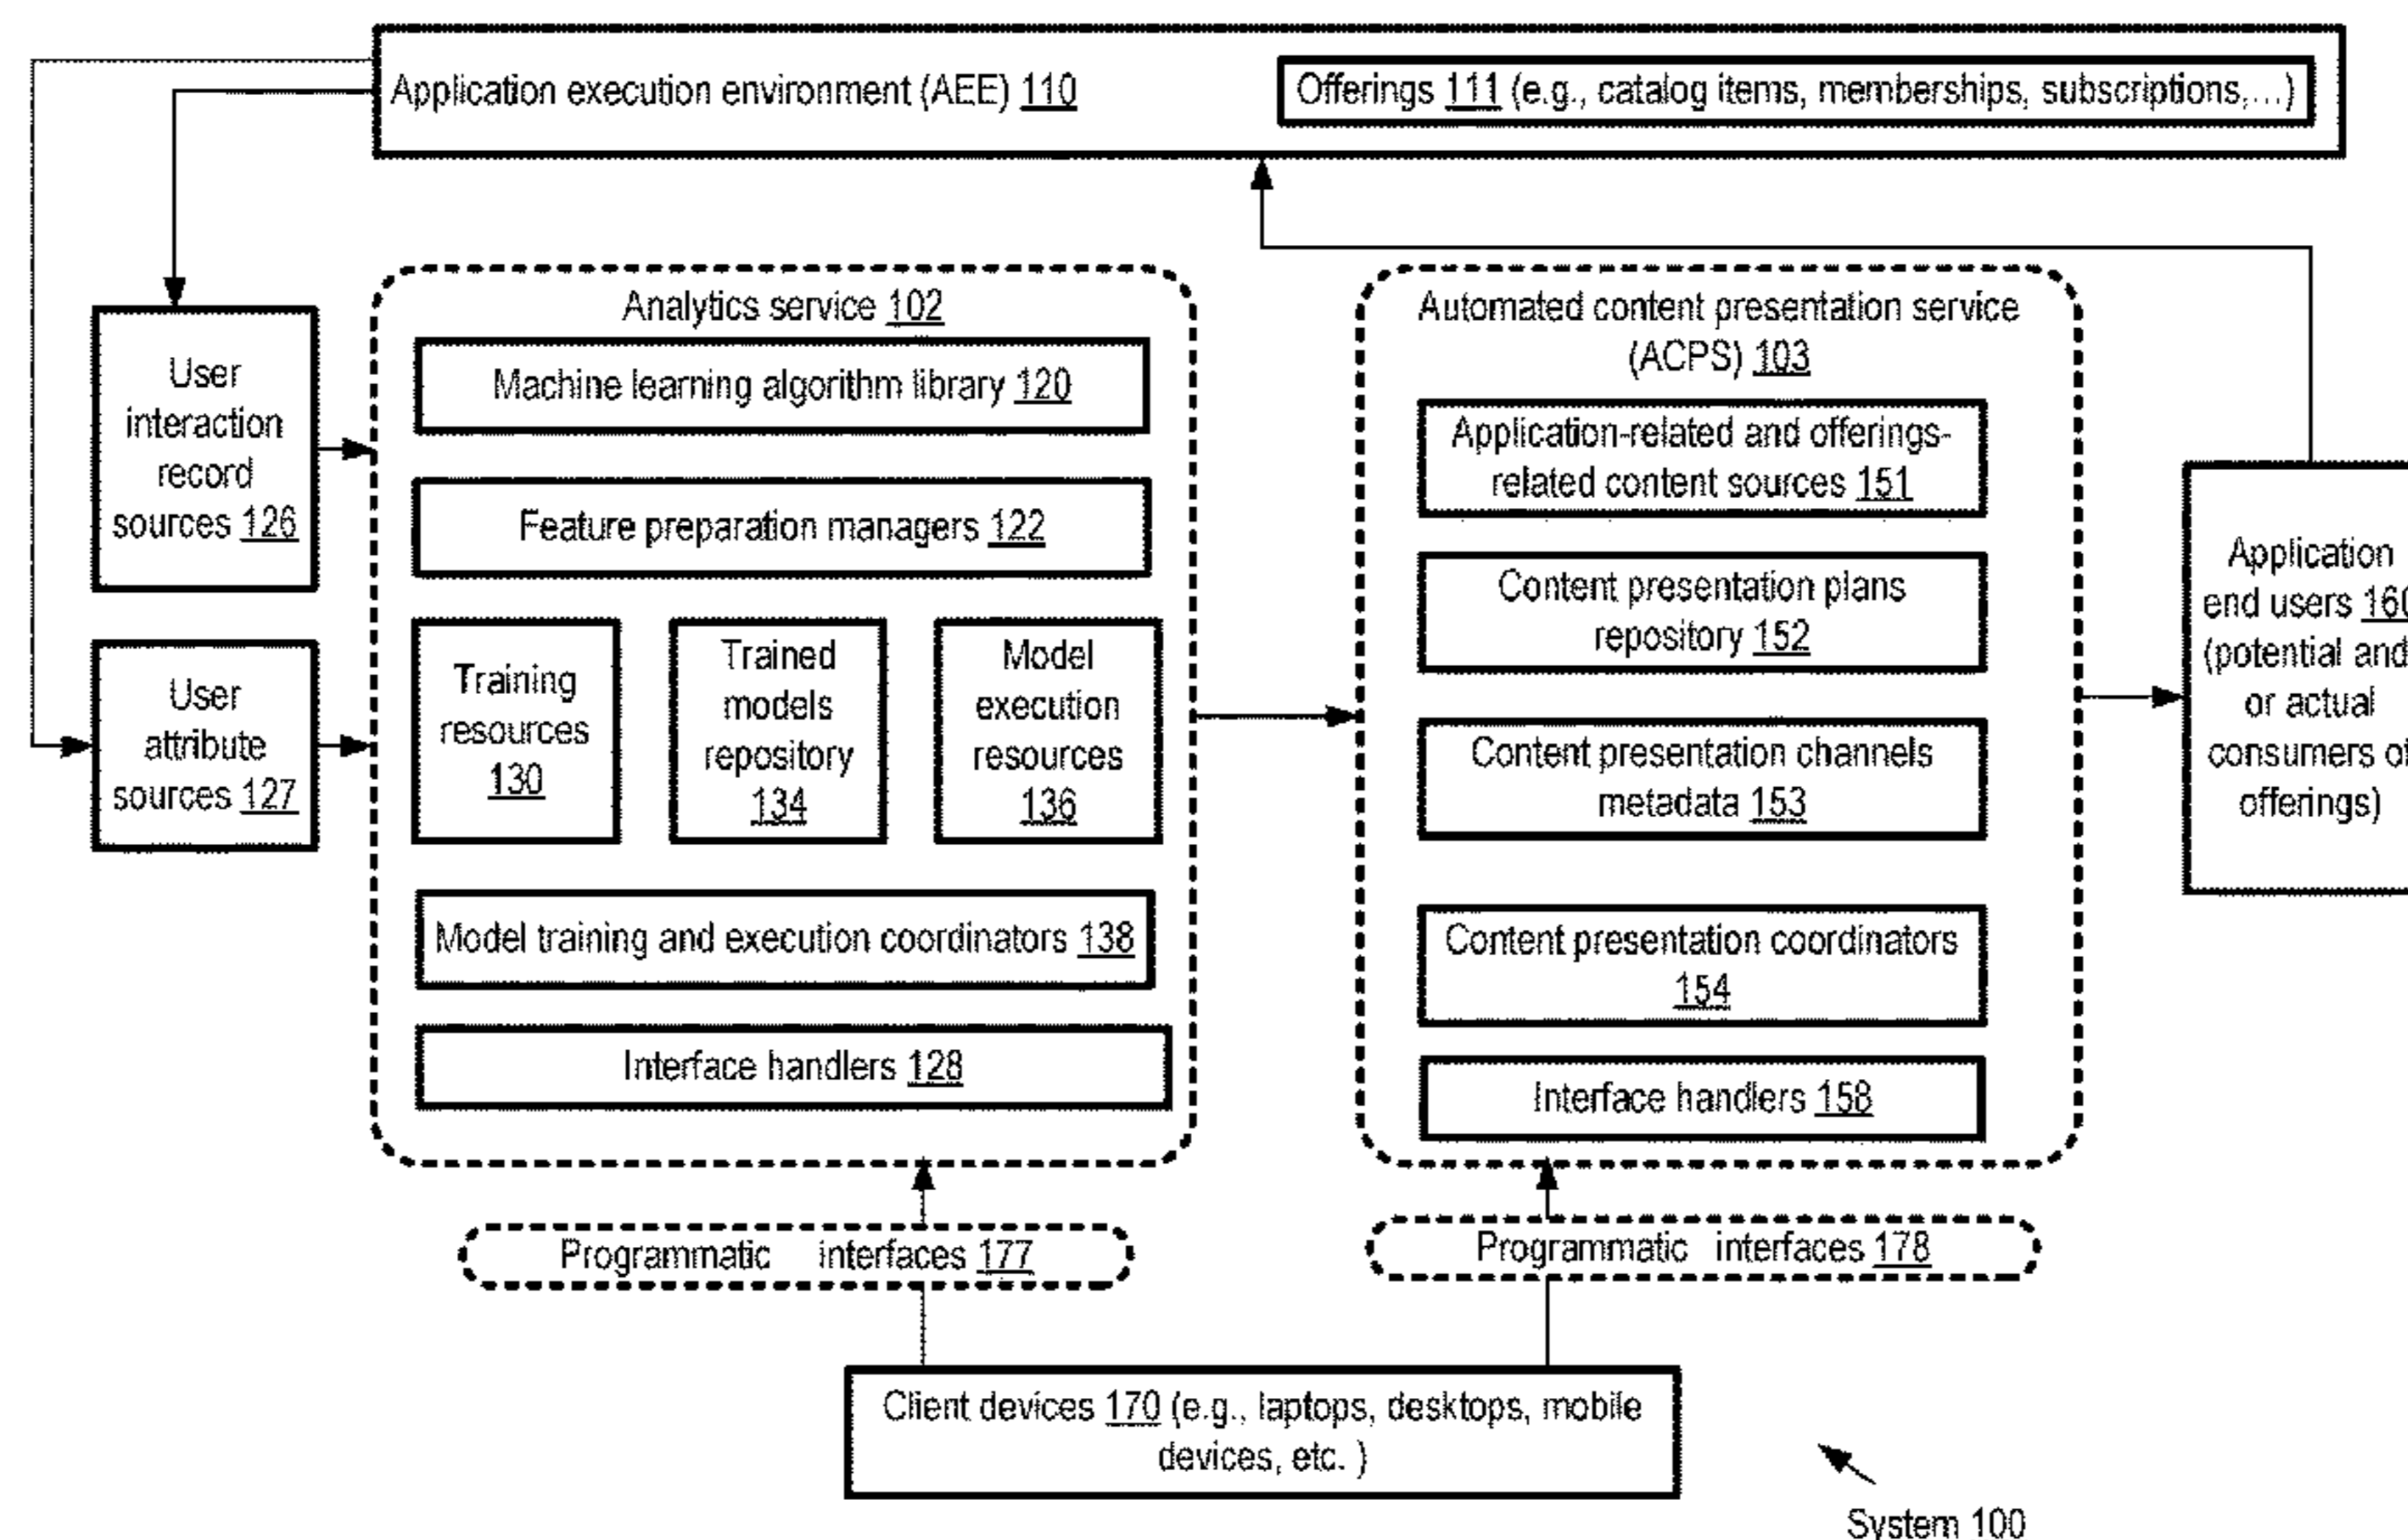 Application execution environment (AEE) 110
Offerings 111 (e.g., catalog items, memberships, subscriptions,...)
User
interaction
record
sources 126
User
attribute
sources 127
Analytics service 102
Machine learning algorithm library 120
Feature preparation managers 122
Training
resources
130
Trained
models
repository
134
Model
execution
resources
136
Model training and execution coordinators 138
Interface handlers 128
Automated content presentation service
(ACPS) 103
Application-related and offerings-
related content sources 151
Content presentation plans
repository 152
Content presentation channels
metadata 153
Content presentation coordinators
154
Interface handlers 158
Application
end users 160
(potential and
or actual
consumers of
offerings)
Programmatic interfaces 177
Programmatic interfaces 178
Client devices 170 (e.g., laptops, desktops, mobile
devices, etc. )
System 100